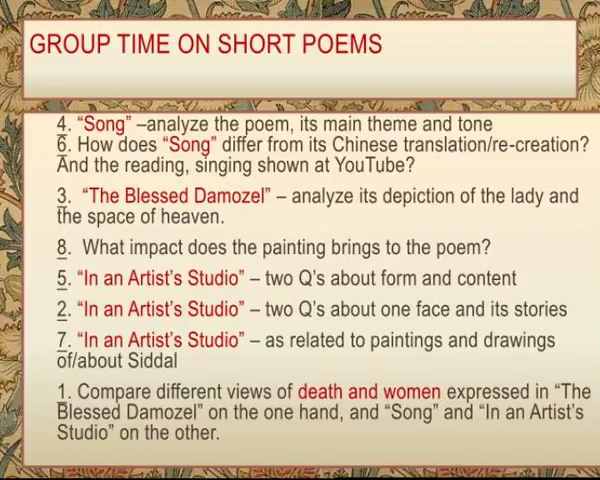 GROUP TIME ON SHORT POEMS
4. “Song” –analyze the poem, its main theme and tone
6. How does “Song” differ from its Chinese translation/re-creation?
And the reading, singing shown at YouTube?
3. “The Blessed Damozel” – analyze its depiction of the lady and
the space of heaven.
8. What impact does the painting brings to the poem?
5. “In an Artist’s Studio” – two Q’s about form and content
2. “In an Artist’s Studio” – two Q’s about one face and its stories
7. “In an Artist’s Studio” – as related to paintings and drawings
of/about Siddal
1. Compare different views of death and women expressed in “The
Blessed Damozel” on the one hand, and “Song” and “In an Artist’s
Studio” on the other.